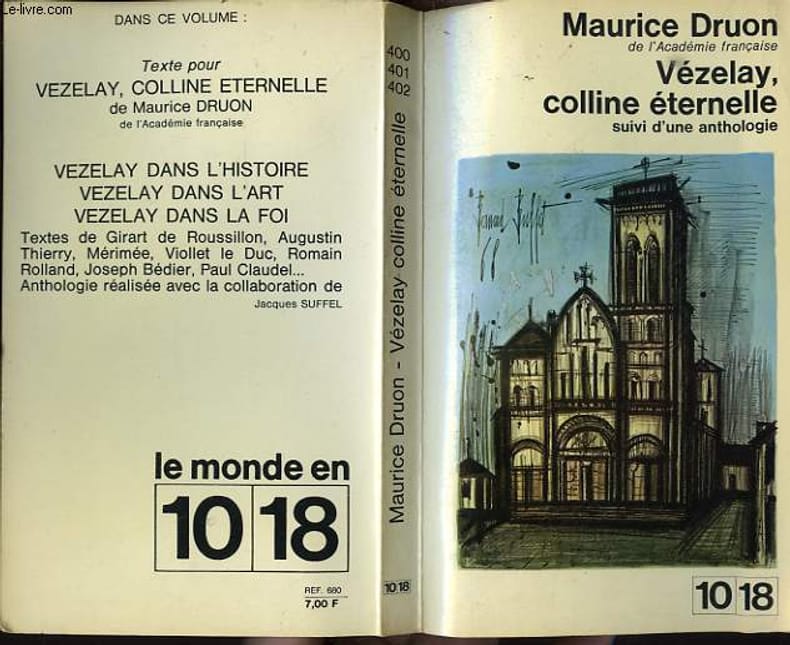 Le-livre.com
DANS CE VOLUME :
Texte pour
VEZELAY, COLLINE ETERNELLE
de Maurice DRUON
de l'Académie française
VEZELAY DANS L'HISTOIRE
VEZELAY DANS L'ART
VEZELAY DANS LA FOI
Textes de Girart de Roussillon, Augustin
Thierry, Mérimée, Viollet le Duc, Romain
Rolland, Joseph Bédier, Paul Claudel...
Anthologie réalisée avec la collaboration de
Jacques SUFFEL
le monde en
10 18
REF. 680
7,00 F
400
401
402
Maurice Druon - Vézelay colline éternelle
10 18
Maurice Druon
de l'Académie française
Vézelay,
colline éternelle
suivi d'une anthologie
Bernard Buffet
66
10 18